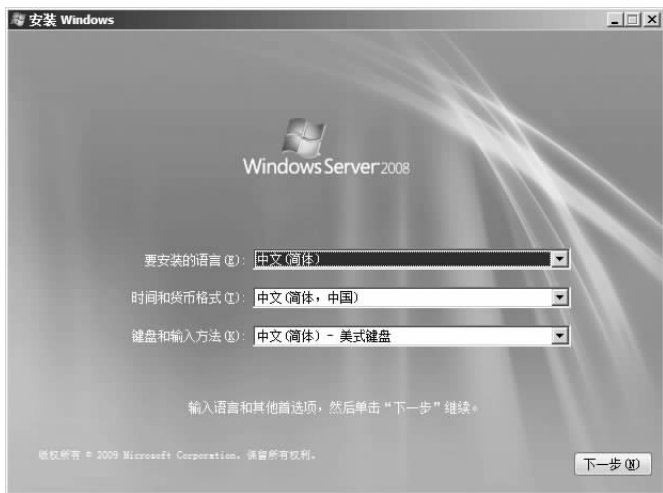 安装 Windows
Windows Server 2008
要安装的语言(E): 中文(简体)
时间和货币格式(T): 中文(简体，中国)
键盘和输入方法(K): 中文(简体) - 美式键盘
输入语言和其他首选项，然后单击“下一步”继续。
版权所有 © 2009 Microsoft Corporation。保留所有权利。
下一步(N)